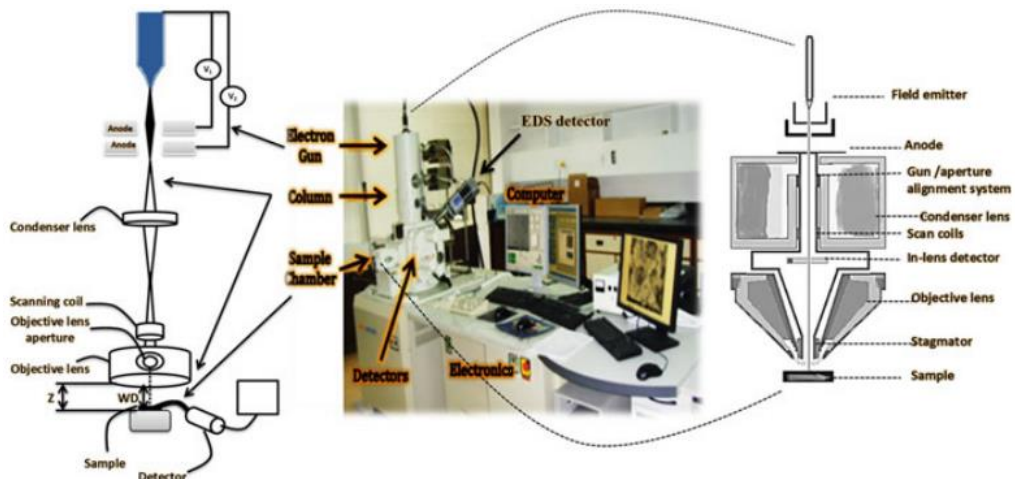 V₁
V₂
Anode
Anode
Condenser lens
Scanning coil
Objective lens
aperture
Objective lens
Z
WD
Sample
Detector
Electron
Gun
Column
Sample
Chamber
EDS detector
Computer
Detectors
Electronics
Field emitter
Anode
Gun /aperture
alignment system
Condenser lens
Scan coils
In-lens detector
Objective lens
Stagmator
Sample